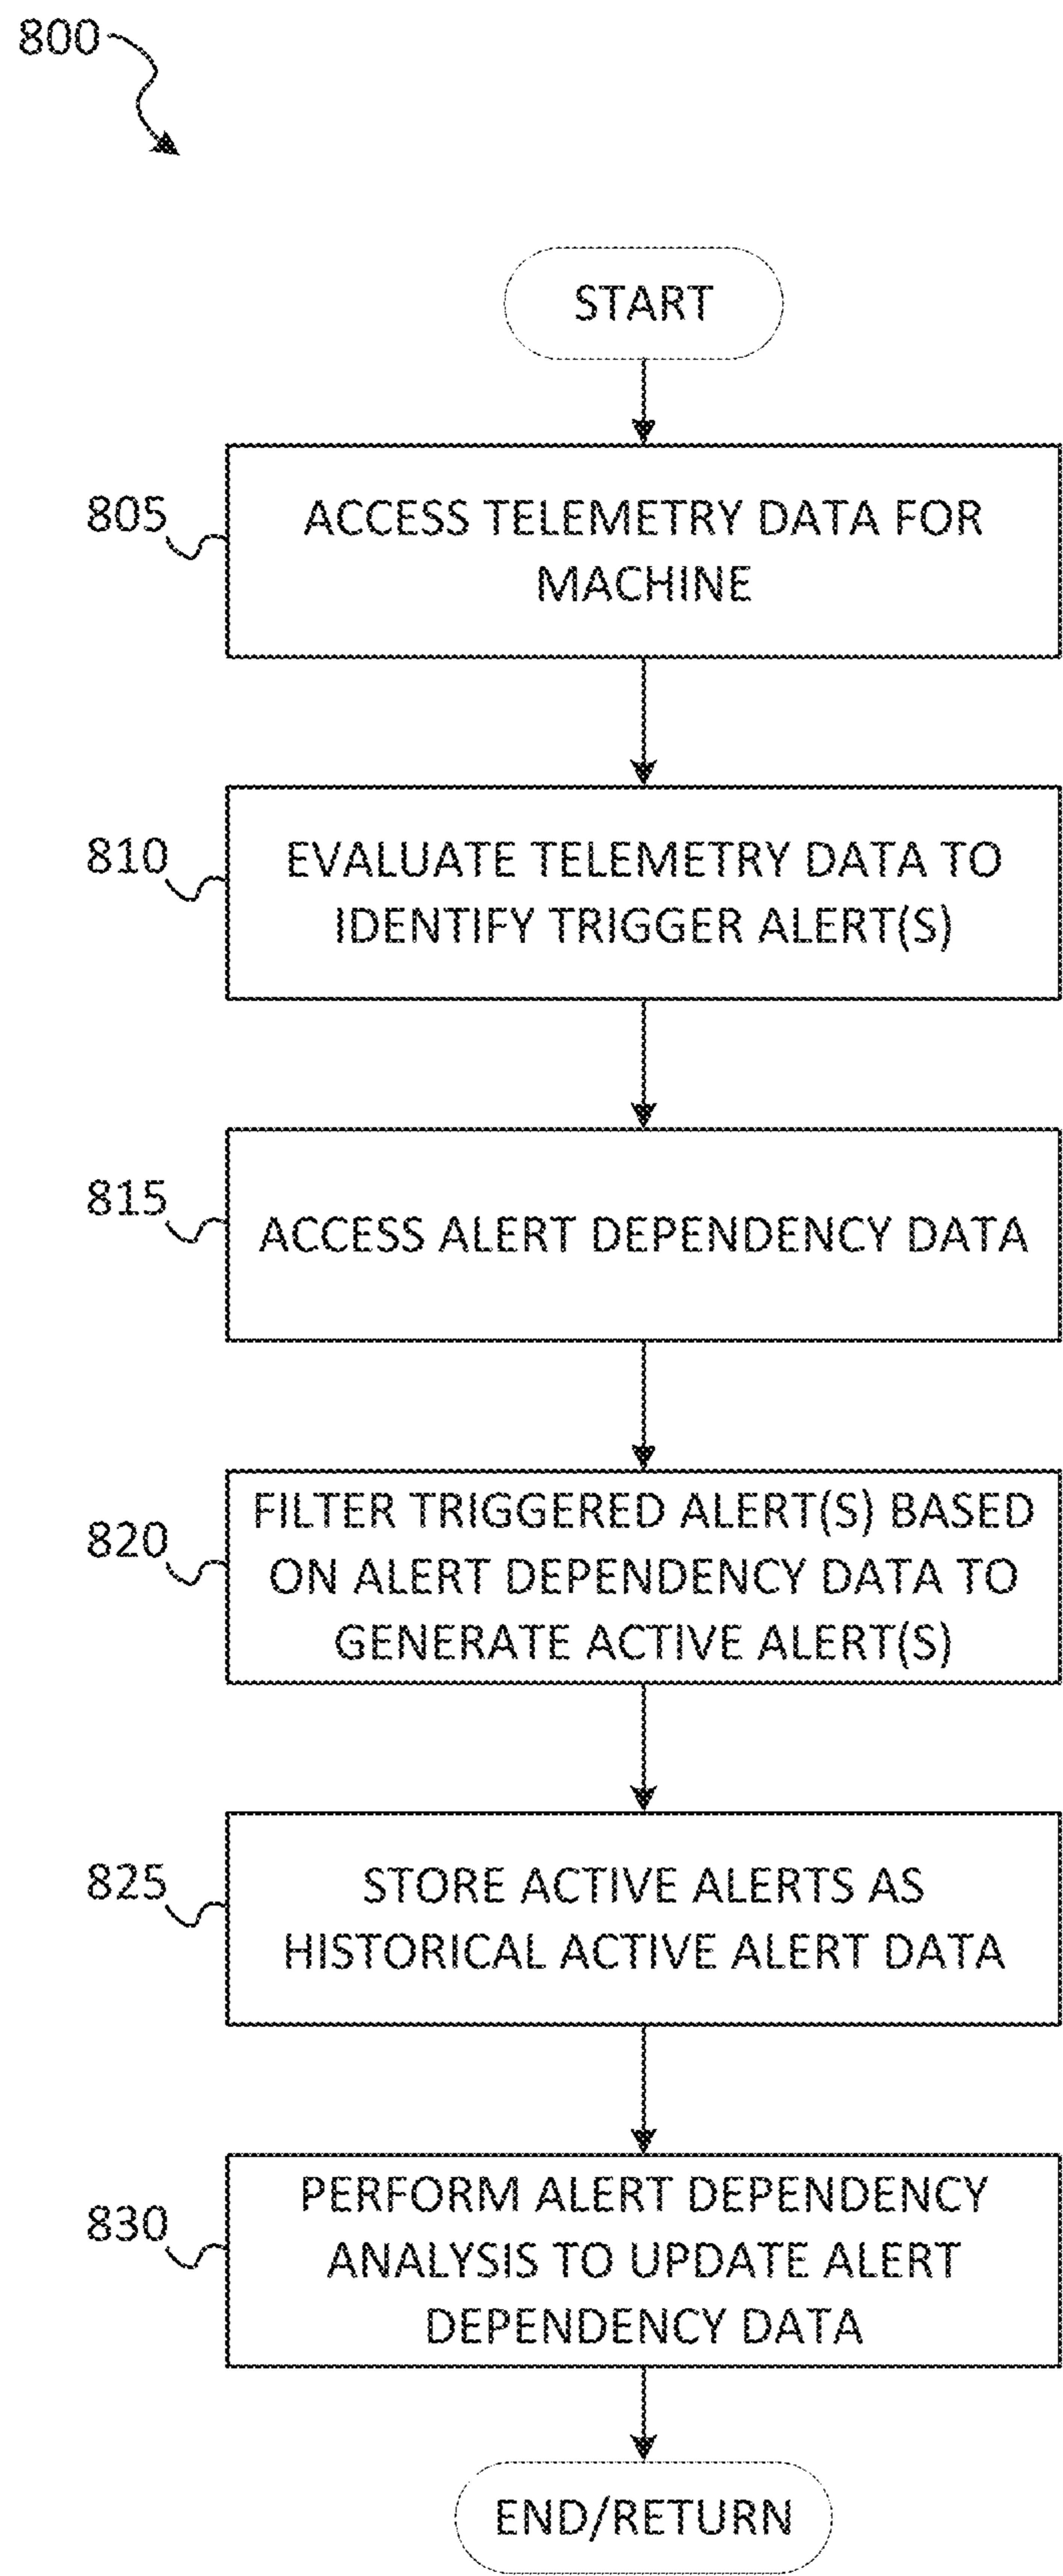 800
START
805
ACCESS TELEMETRY DATA FOR
MACHINE
810
EVALUATE TELEMETRY DATA TO
IDENTIFY TRIGGER ALERT(S)
815
ACCESS ALERT DEPENDENCY DATA
820
FILTER TRIGGERED ALERT(S) BASED
ON ALERT DEPENDENCY DATA TO
GENERATE ACTIVE ALERT(S)
825
STORE ACTIVE ALERTS AS
HISTORICAL ACTIVE ALERT DATA
830
PERFORM ALERT DEPENDENCY
ANALYSIS TO UPDATE ALERT
DEPENDENCY DATA
END/RETURN